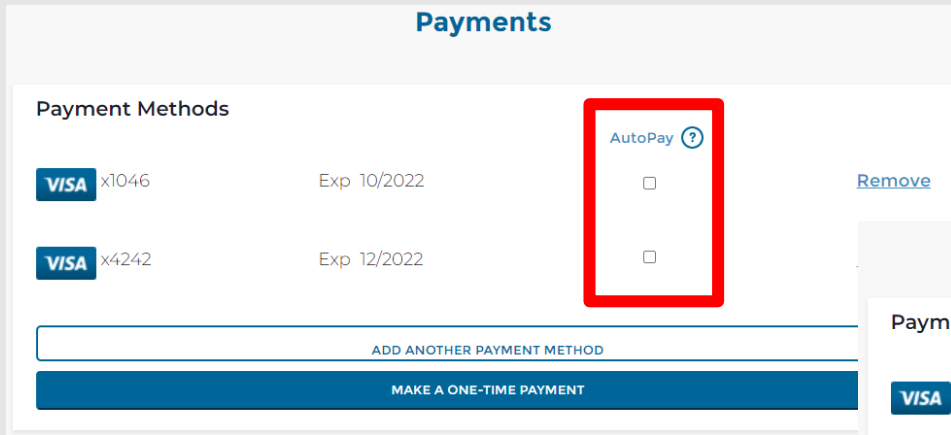 Payments
Payment Methods
AutoPay ?
VISA x1046 Exp 10/2022 Remove
VISA x4242 Exp 12/2022
ADD ANOTHER PAYMENT METHOD
MAKE A ONE-TIME PAYMENT
Paym
VISA